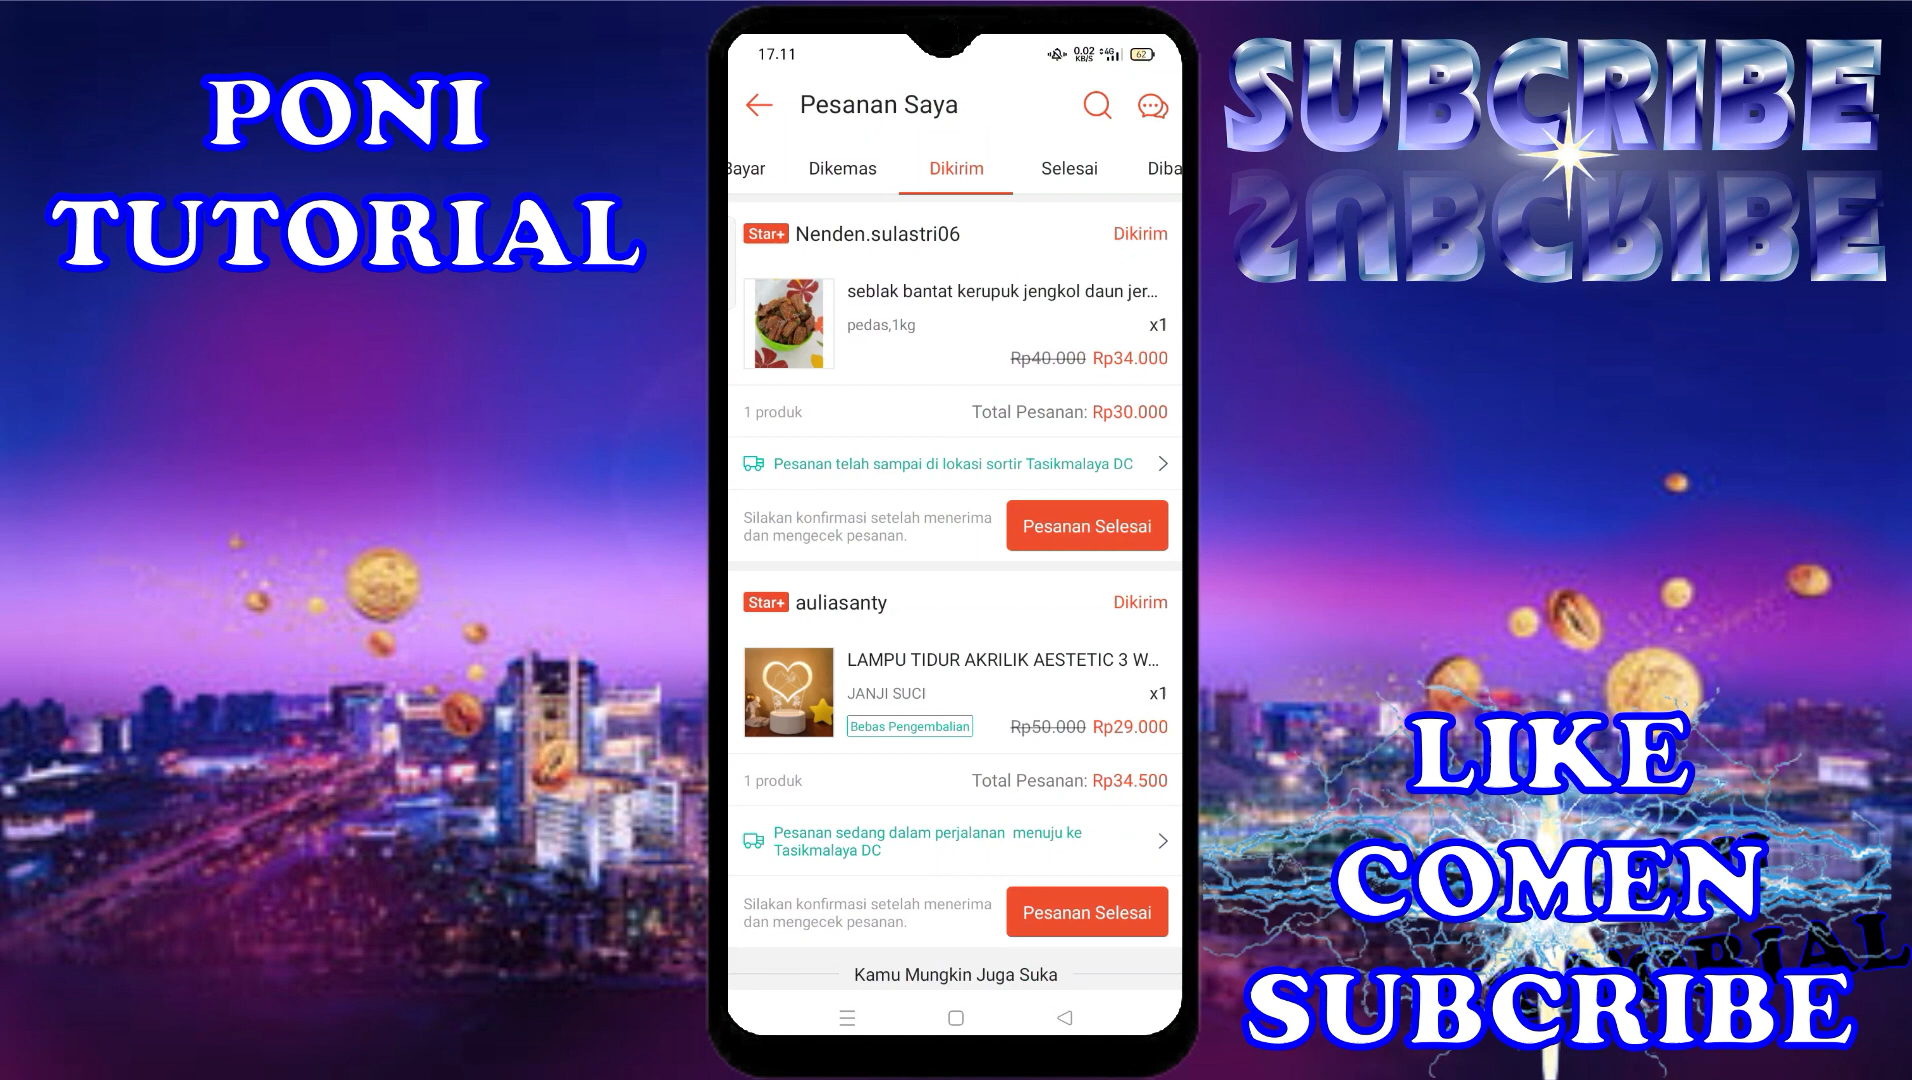 PONI
TUTORIAL
17.11
0.02
KB/S
4G
62
Pesanan Saya
Bayar Dikemas Dikirim Selesai Diba
Star+ Nenden.sulastri06 Dikirim
seblak bantat kerupuk jengkol daun jer...
pedas,1kg x1
Rp40.000 Rp34.000
1 produk Total Pesanan: Rp30.000
Pesanan telah sampai di lokasi sortir Tasikmalaya DC
Silakan konfirmasi setelah menerima
dan mengecek pesanan.
Pesanan Selesai
Star+ auliasanty Dikirim
LAMPU TIDUR AKRILIK AESTETIC 3 W...
JANJI SUCI x1
Bebas Pengembalian Rp50.000 Rp29.000
1 produk Total Pesanan: Rp34.500
Pesanan sedang dalam perjalanan menuju ke
Tasikmalaya DC
Silakan konfirmasi setelah menerima
dan mengecek pesanan.
Pesanan Selesai
Kamu Mungkin Juga Suka
SUBCRIBE
SUBCRIBE
LIKE
COMEN
SUBCRIBE